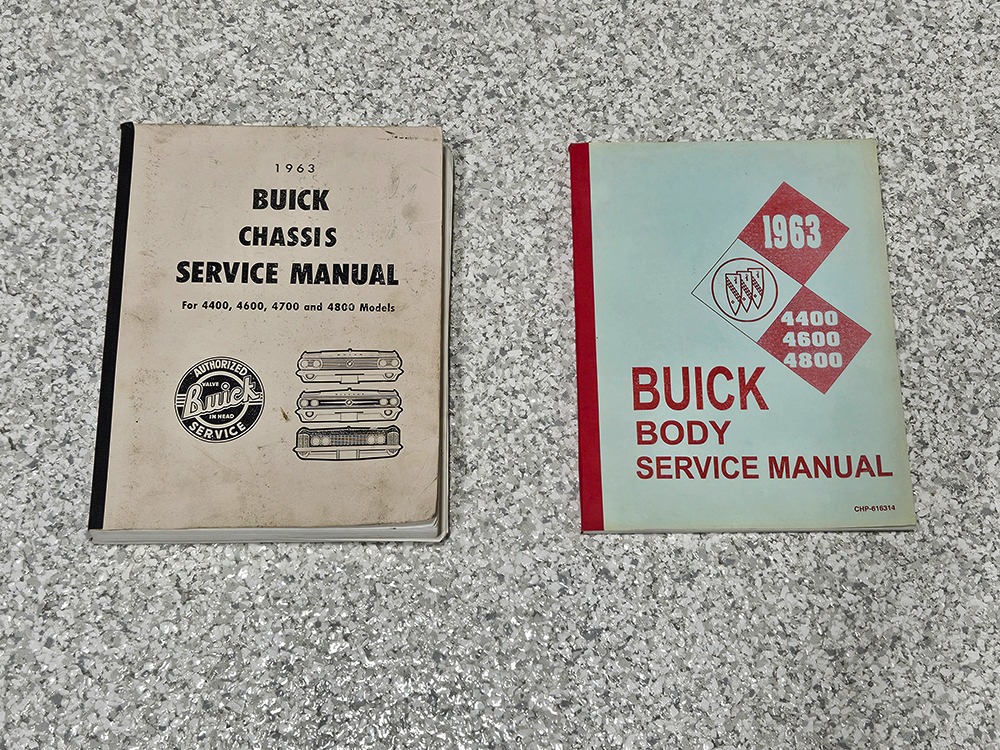 1963
BUICK
CHASSIS
SERVICE MANUAL
For 4400, 4600, 4700 and 4800 Models
AUTHORIZED
VALVE
Buick
IN HEAD
SERVICE
1963
4400
4600
4800
BUICK
BODY
SERVICE MANUAL
CHP-616314